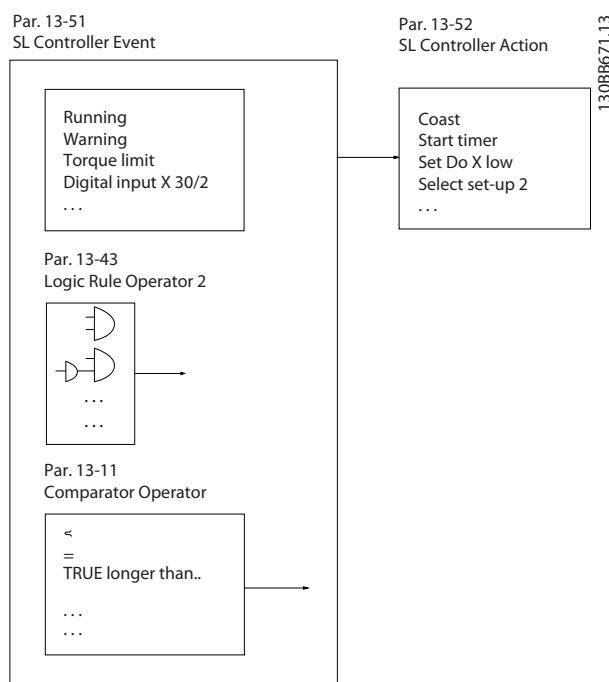 Par. 13-51
SL Controller Event
Par. 13-52
SL Controller Action
130BB671.13
Running
Warning
Torque limit
Digital input X 30/2
. . .
Coast
Start timer
Set Do X low
Select set-up 2
. . .
Par. 13-43
Logic Rule Operator 2
. . .
. . .
Par. 13-11
Comparator Operator
=
TRUE longer than..
. . .
. . .